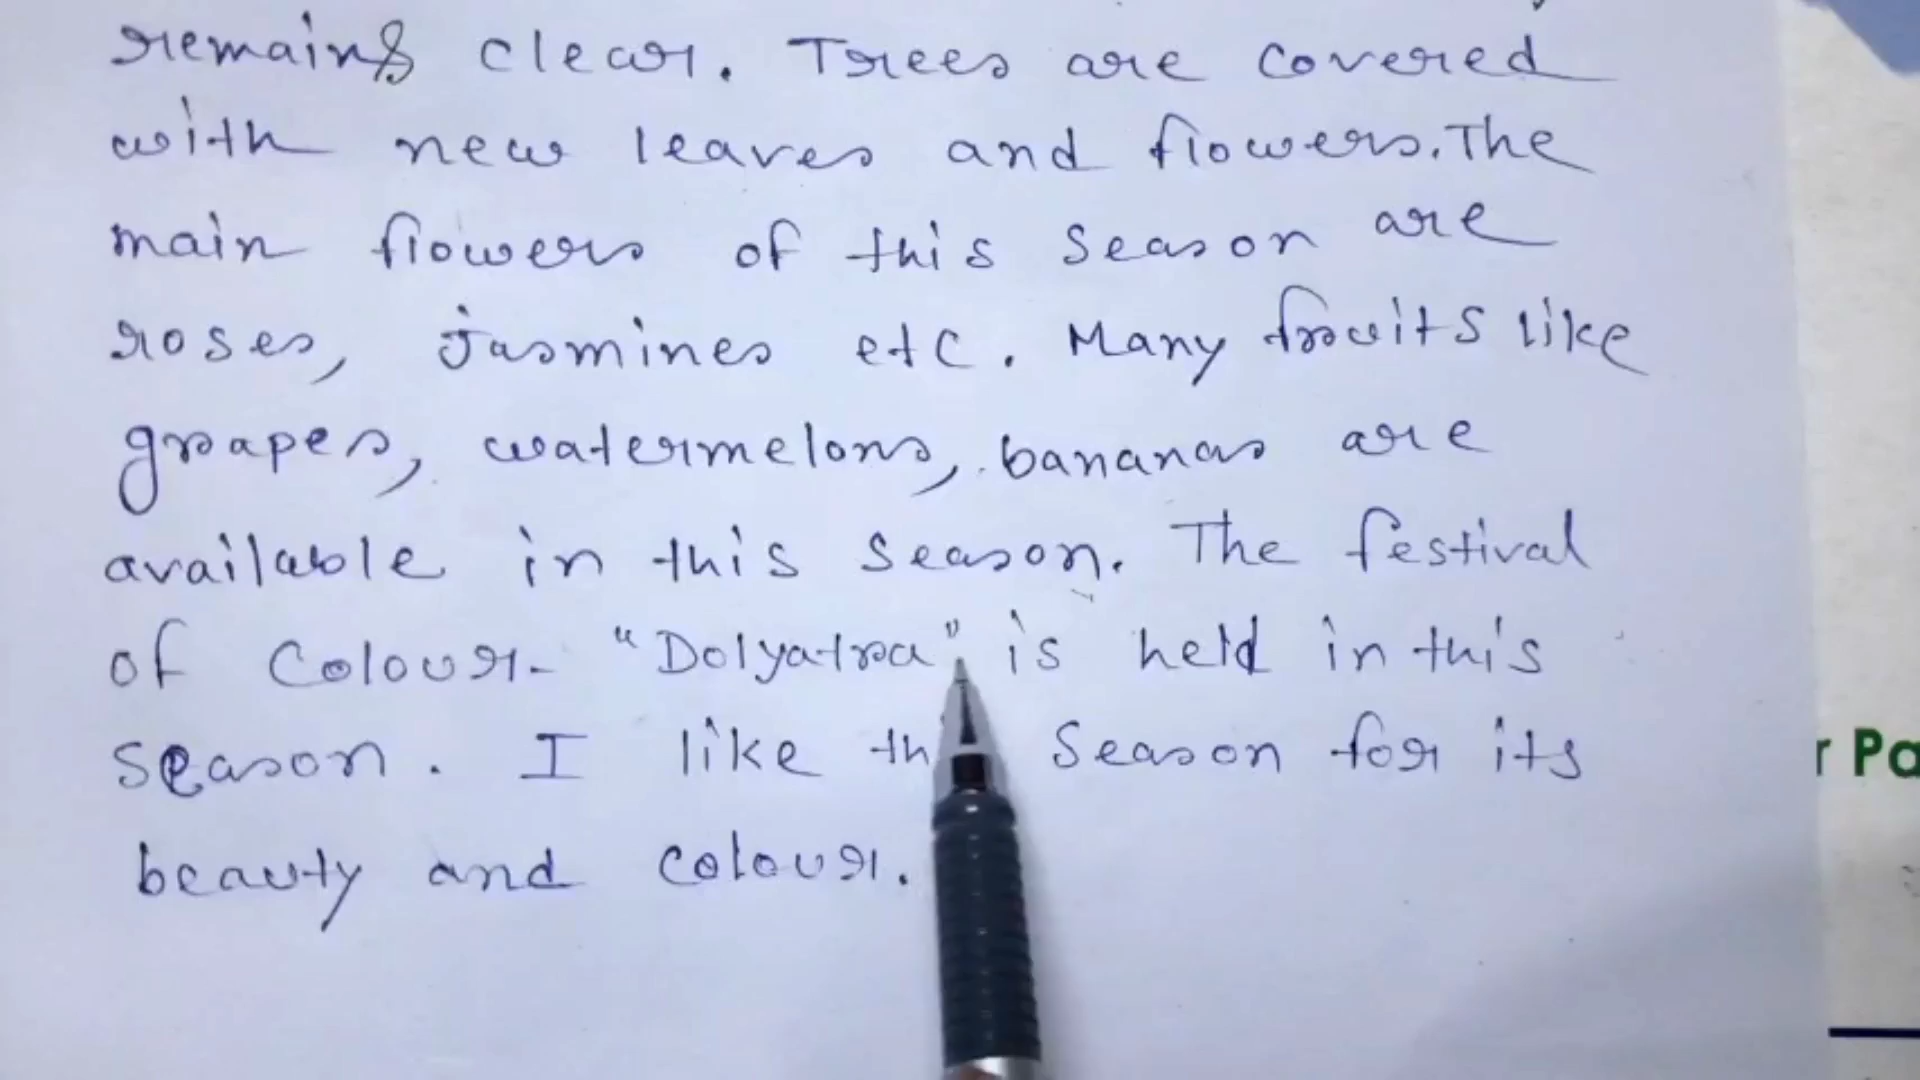 remains clear. Trees are covered
with new leaves and flowers. The
main flowers of this season are
roses, jasmines etc. Many fruits like
grapes, watermelons, bananas are
available in this season. The festival
of colour- "Dolyatra" is held in this
season. I like th season for its
beauty and colour.
r Pa